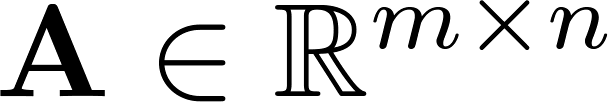 𝐀 ∈ ℝ^{m×n}